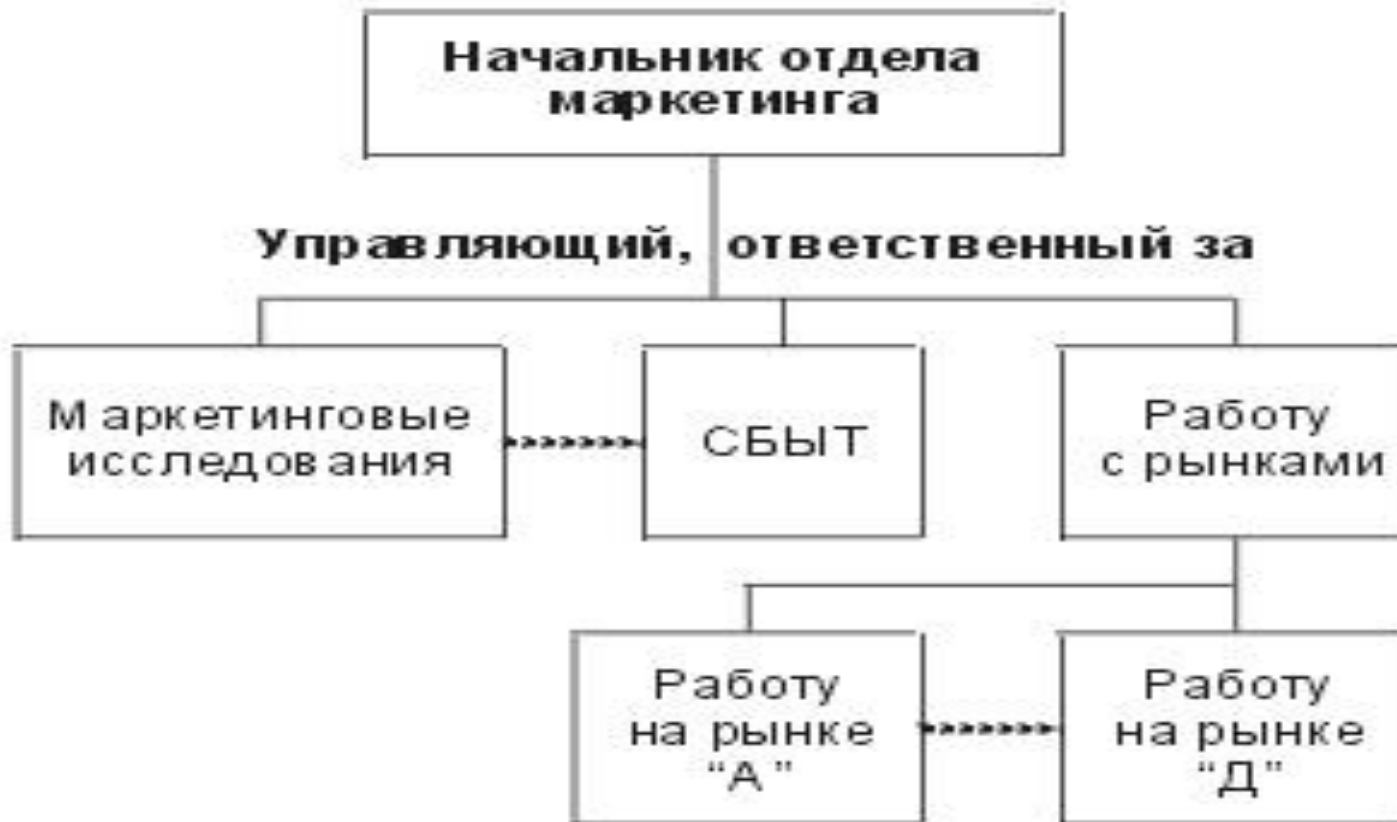 Начальник отдела
маркетинга
Управляющий, ответственный за
Маркетинговые
исследования
СБЫТ
Работу
с рынками
Работу
на рынке
“А”
Работу
на рынке
“Д”